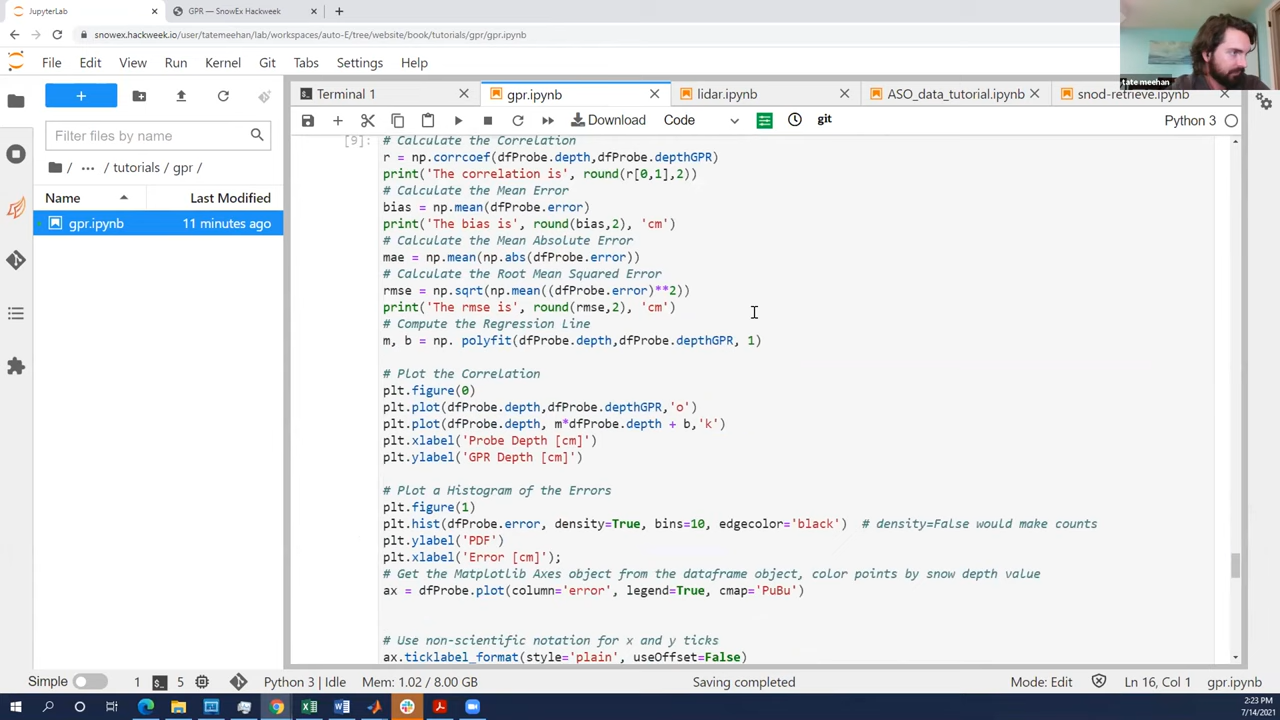 JupyterLab
GPR — SnowEx Hackweek
snowex.hackweek.io/user/tatemeehan/lab/workspaces/auto-E/tree/website/book/tutorials/gpr/gpr.ipynb
tate meehan
File Edit View Run Kernel Git Tabs Settings Help
Terminal 1
gpr.ipynb
lidar.ipynb
ASO_data_tutorial.ipynb
snod-retrieve.ipynb
Download
Code
git
Python 3
Filter files by name
/ ... / tutorials / gpr /
Name Last Modified
gpr.ipynb 11 minutes ago
[9]:
# Calculate the Correlation
r = np.corrcoef(dfProbe.depth,dfProbe.depthGPR)
print('The correlation is', round(r[0,1],2))
# Calculate the Mean Error
bias = np.mean(dfProbe.error)
print('The bias is', round(bias,2), 'cm')
# Calculate the Mean Absolute Error
mae = np.mean(np.abs(dfProbe.error))
# Calculate the Root Mean Squared Error
rmse = np.sqrt(np.mean((dfProbe.error)**2))
print('The rmse is', round(rmse,2), 'cm')
# Compute the Regression Line
m, b = np. polyfit(dfProbe.depth,dfProbe.depthGPR, 1)
# Plot the Correlation
plt.figure(0)
plt.plot(dfProbe.depth,dfProbe.depthGPR,'o')
plt.plot(dfProbe.depth, m*dfProbe.depth + b,'k')
plt.xlabel('Probe Depth [cm]')
plt.ylabel('GPR Depth [cm]')
# Plot a Histogram of the Errors
plt.figure(1)
plt.hist(dfProbe.error, density=True, bins=10, edgecolor='black')  # density=False would make counts
plt.ylabel('PDF')
plt.xlabel('Error [cm]');
# Get the Matplotlib Axes object from the dataframe object, color points by snow depth value
ax = dfProbe.plot(column='error', legend=True, cmap='PuBu')
# Use non-scientific notation for x and y ticks
ax.ticklabel_format(style='plain', useOffset=False)
Simple 1 5 Python 3 | Idle Mem: 1.02 / 8.00 GB Saving completed Mode: Edit Ln 16, Col 1 gpr.ipynb
2:23 PM
7/14/2021